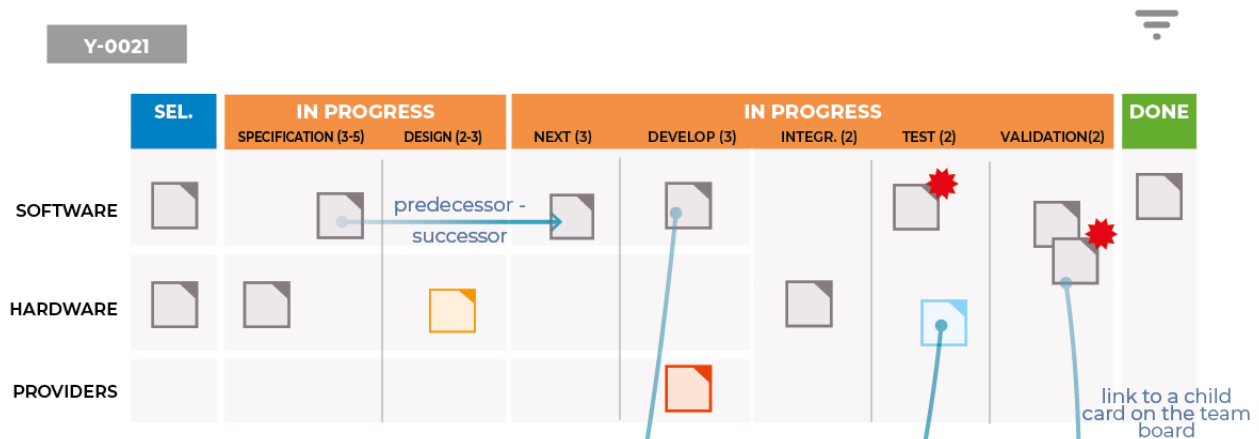 Y-0021
SEL.
IN PROGRESS
IN PROGRESS
DONE
SPECIFICATION (3-5)
DESIGN (2-3)
NEXT (3)
DEVELOP (3)
INTEGR. (2)
TEST (2)
VALIDATION(2)
SOFTWARE
predecessor -
successor
HARDWARE
PROVIDERS
link to a child
card on the team
board